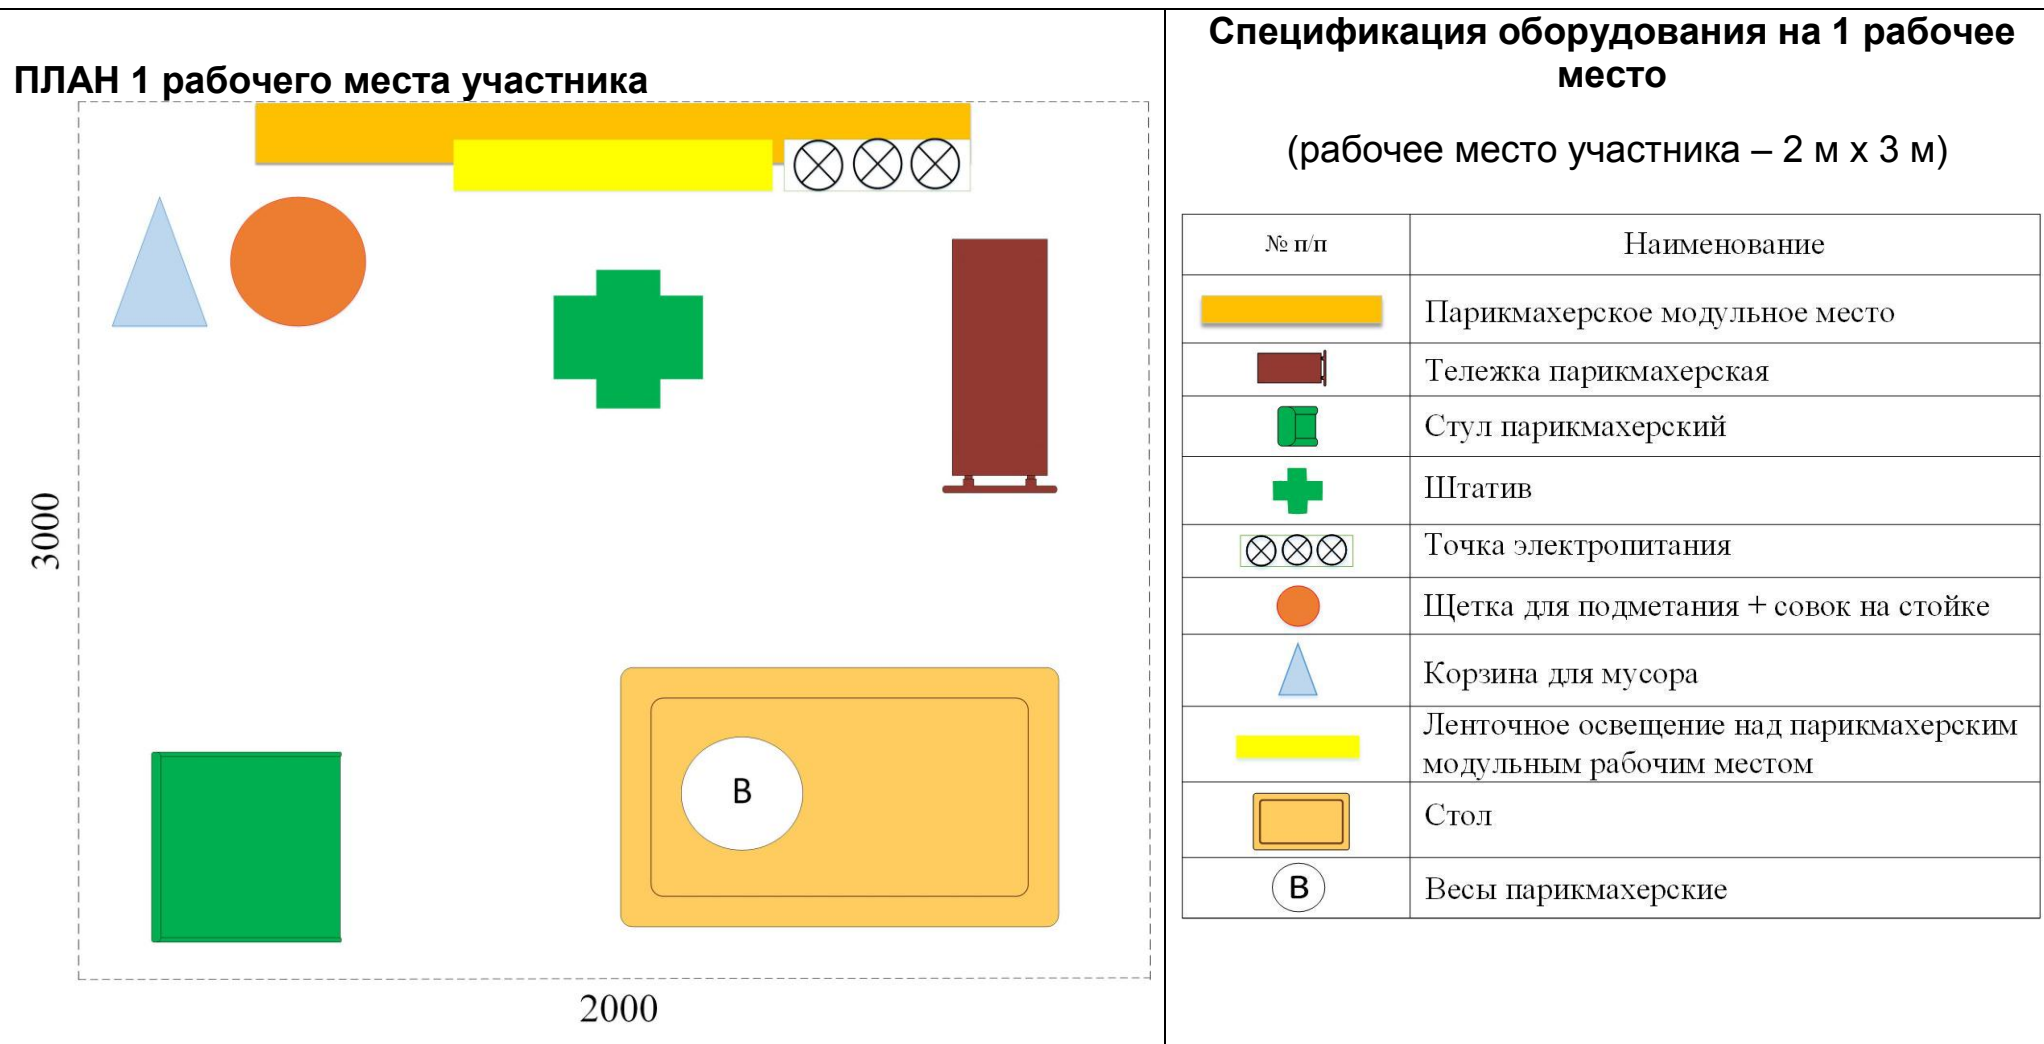 ПЛАН 1 рабочего места участника
3000
В
2000
Спецификация оборудования на 1 рабочее
место
(рабочее место участника – 2 м х 3 м)
№ п/п Наименование
Парикмахерское модульное место
Тележка парикмахерская
Стул парикмахерский
Штатив
Точка электропитания
Щетка для подметания + совок на стойке
Корзина для мусора
Ленточное освещение над парикмахерским
модульным рабочим местом
Стол
В Весы парикмахерские